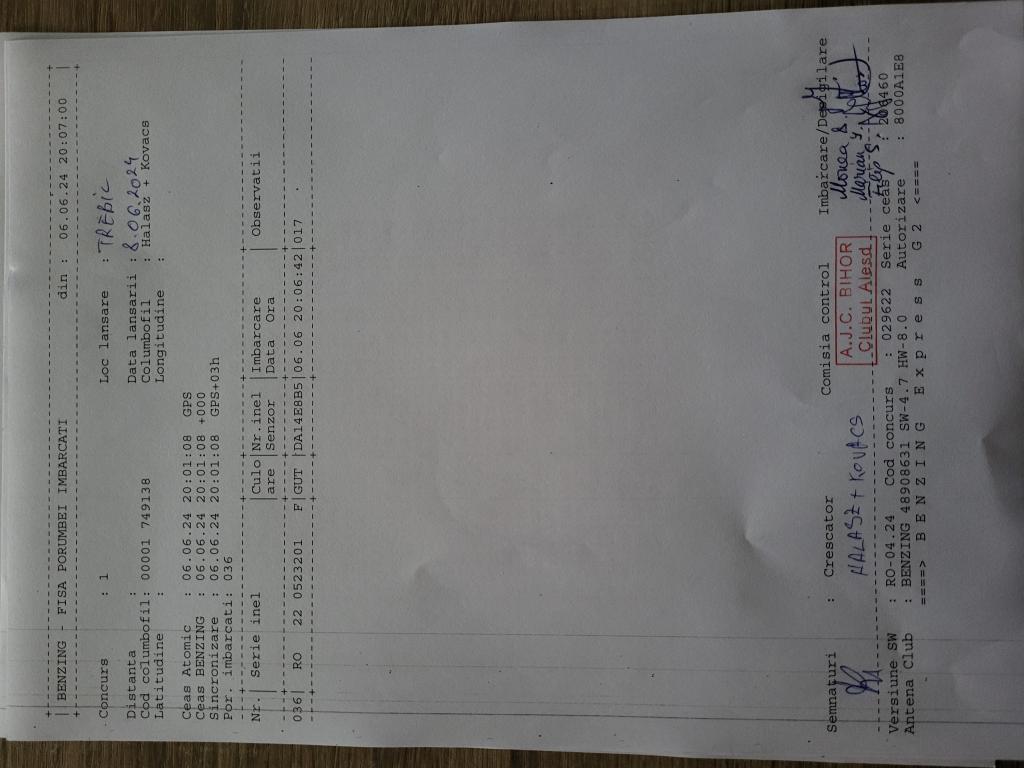 +-----------------------------------------------------------------+
| BENZING - FISA PORUMBEI IMBARCATI din : 06.06.24 20:07:00 |
+-----------------------------------------------------------------+
Concurs : 1 Loc lansare : TREBIC
Distanta : Data lansarii : 8.06.2024
Cod columbofil: 00001 749138 Columbofil : Halasz + Kovacs
Latitudine : Longitudine :
Ceas Atomic : 06.06.24 20:01:08 GPS
Ceas BENZING : 06.06.24 20:01:08 +000
Sincronizare : 06.06.24 20:01:08 GPS+03h
Por. imbarcati: 036
Nr | Serie inel |Culo|Nr inel |Imbarcare | Observatii
| |are |Senzor |Data Ora |
036| RO 22 0523201 F|GUT |DA14E8B5|06.06 20:06:42|017 .
Semnaturi : Crescator Comisia control Imbarcare/Desigilare
HALASZ + KOVACS
A.J.C. BIHOR
Clubul Alesd
Filip S.
Versiune SW : RO-04.24 Cod concurs : 029622 Serie ceas
Antena Club : BENZING 48908631 SW-4.7 HW-8.0 Autorizare : 8000A1E8
====> B E N Z I N G E x p r e s s G 2 <====